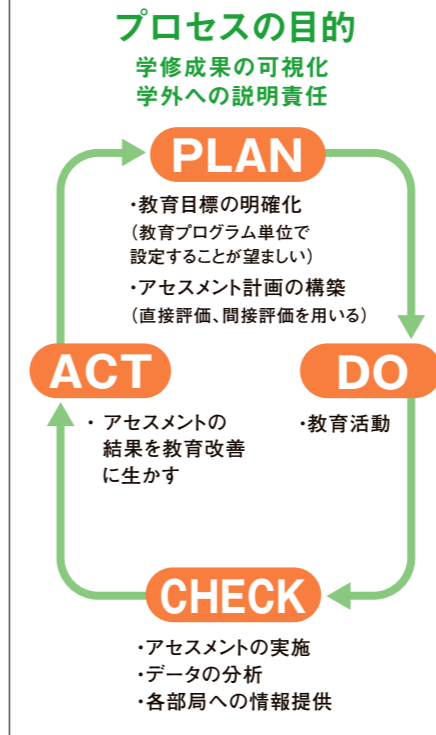 プロセスの目的
学修成果の可視化
学外への説明責任
PLAN
・教育目標の明確化
（教育プログラム単位で
設定することが望ましい）
・アセスメント計画の構築
（直接評価、間接評価を用いる）
DO
・教育活動
CHECK
・アセスメントの実施
・データの分析
・各部局への情報提供
ACT
・ アセスメントの
結果を教育改善
に生かす